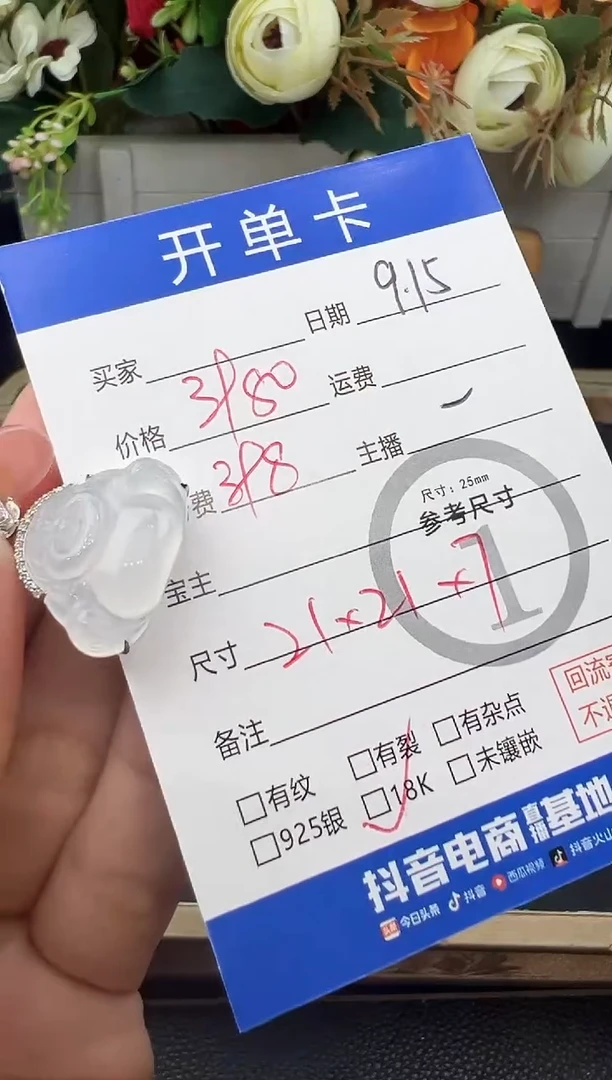 开单卡
日期 9.15
买家
价格 3180 运费
费 318 主播
尺寸：25mm
参考尺寸
1
宝主
尺寸 21×21×7
备注
回流
不退
□有纹 □有裂 □有杂点
□925银 □18K □未镶嵌
抖音电商直播基地
今日头条 抖音 西瓜视频 抖音火山